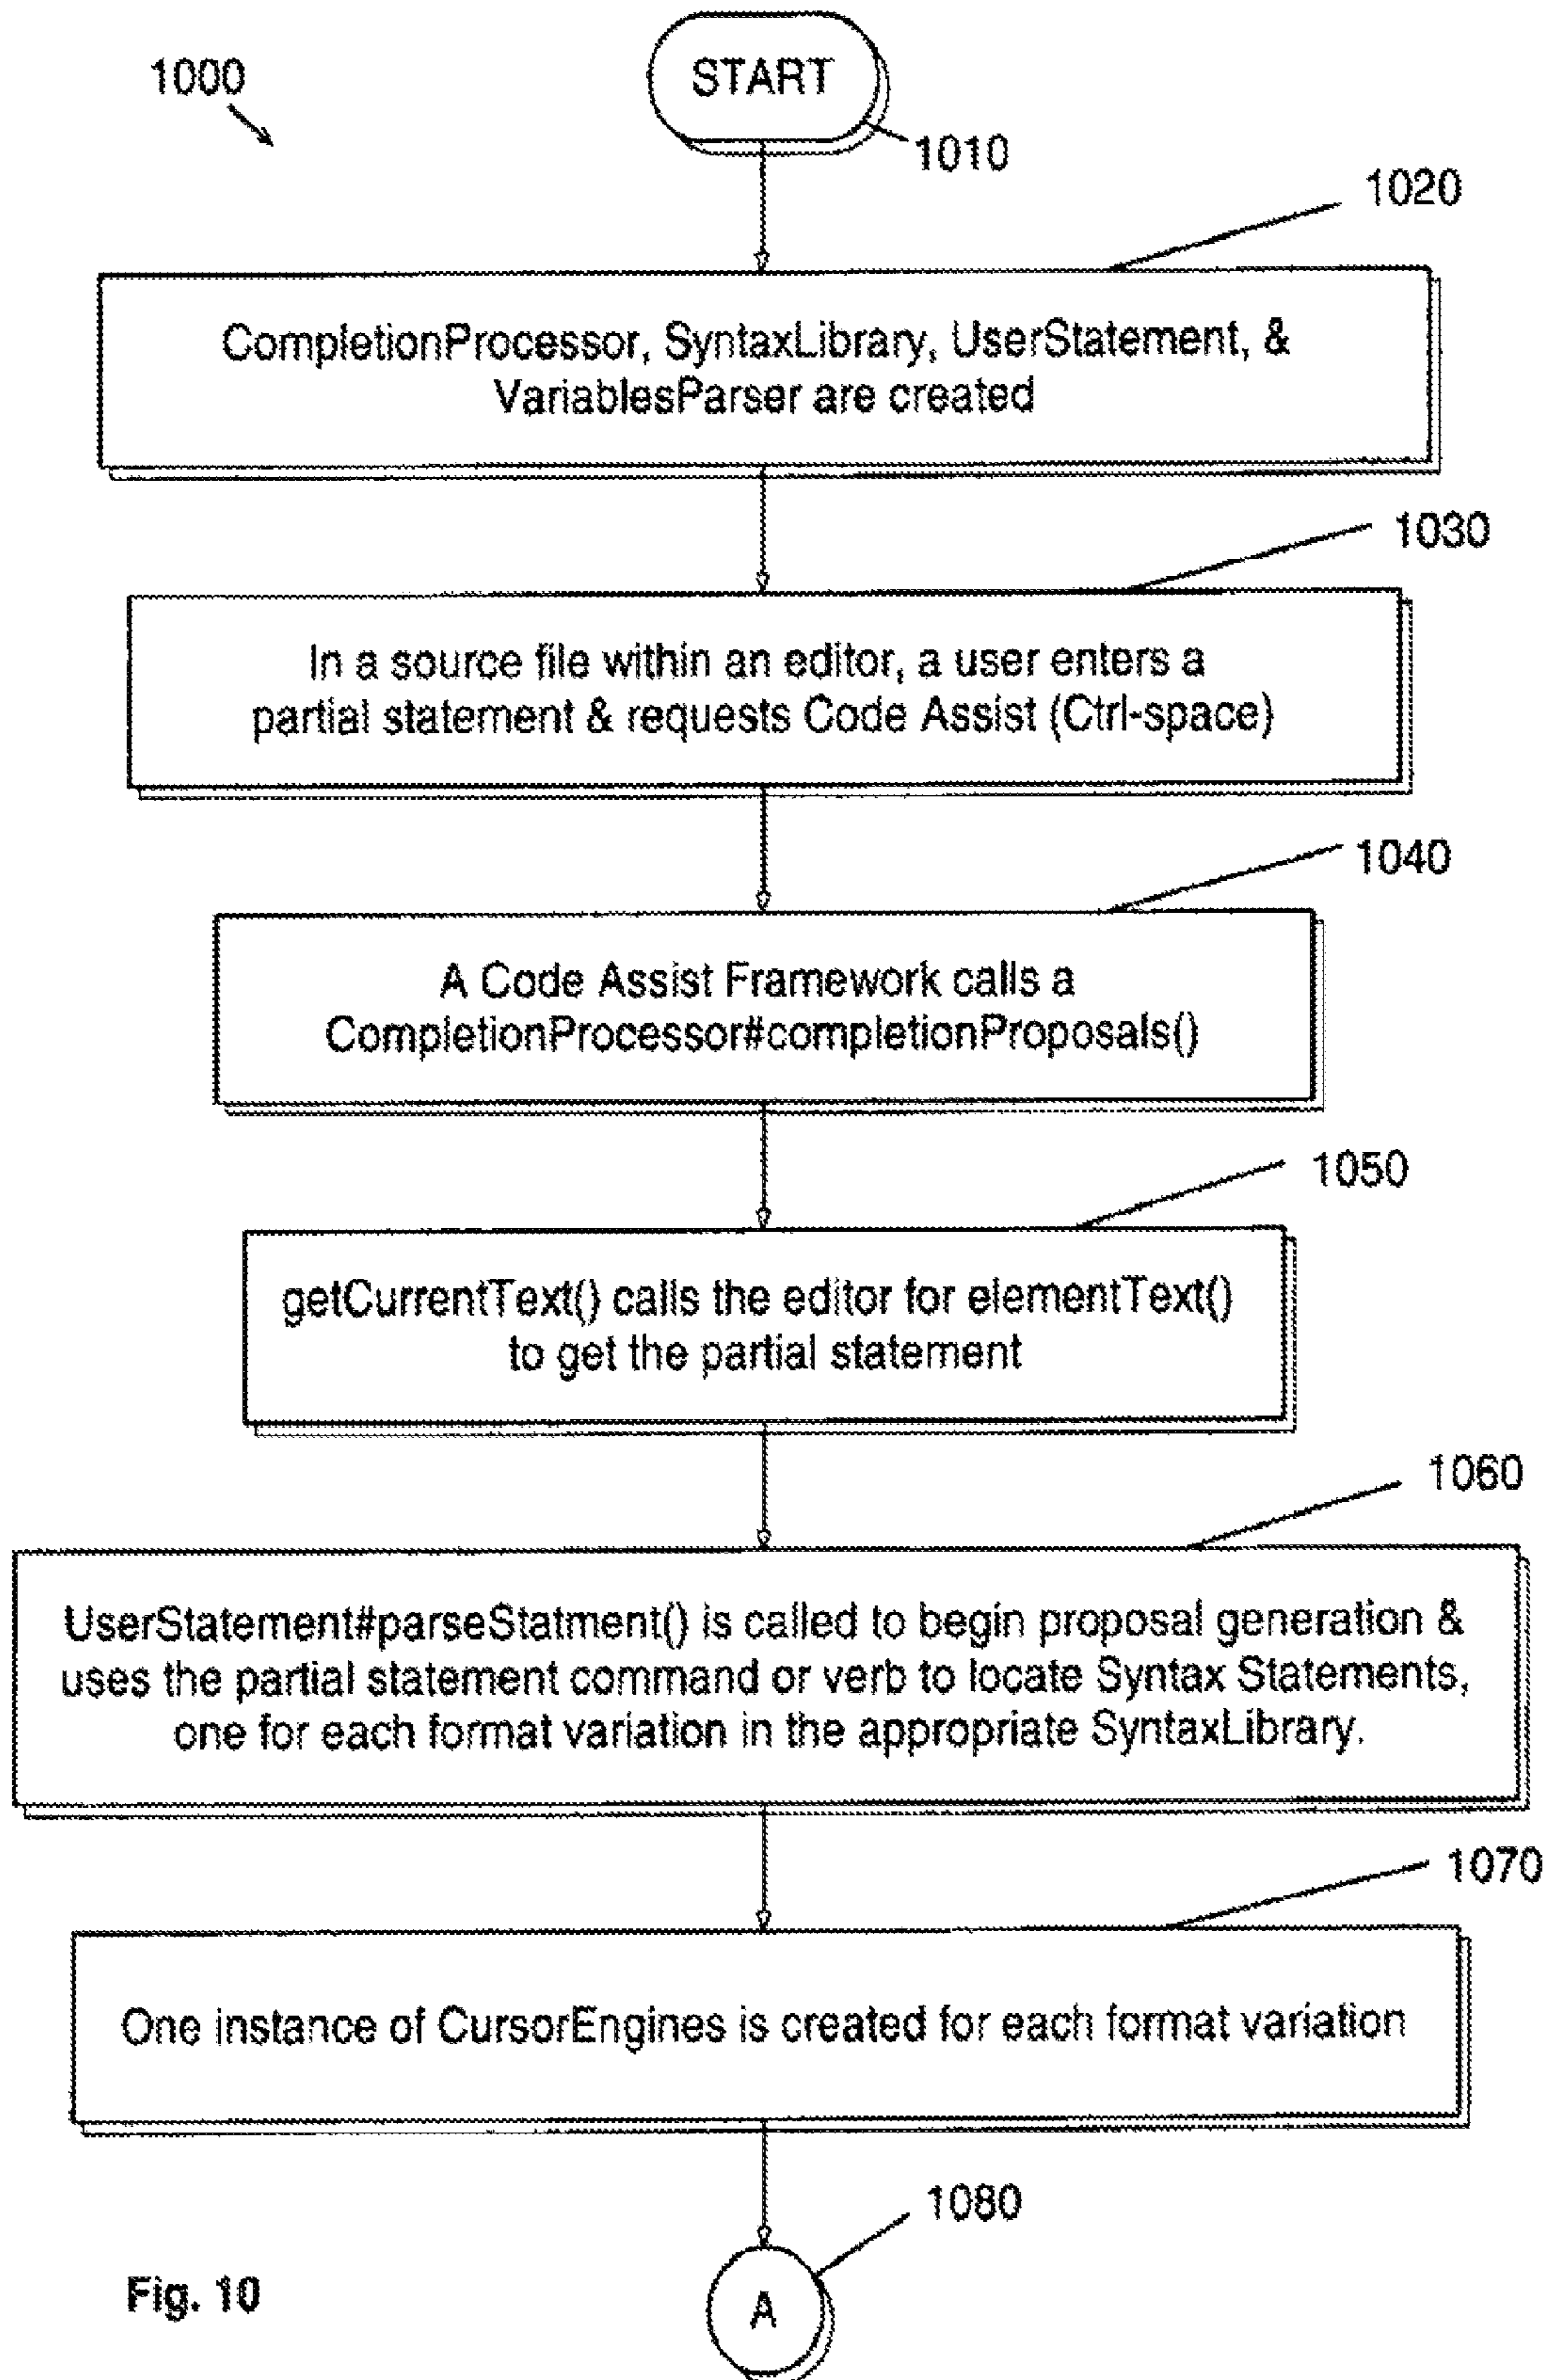 1000
START
1010
1020
CompletionProcessor, SyntaxLibrary, UserStatement, &
VariablesParser are created
1030
In a source file within an editor, a user enters a
partial statement & requests Code Assist (Ctrl-space)
1040
A Code Assist Framework calls a
CompletionProcessor#completionProposals()
1050
getCurrentText() calls the editor for elementText()
to get the partial statement
1060
UserStatement#parseStatment() is called to begin proposal generation &
uses the partial statement command or verb to locate Syntax Statements,
one for each format variation in the appropriate SyntaxLibrary.
1070
One instance of CursorEngines is created for each format variation
1080
A
Fig. 10